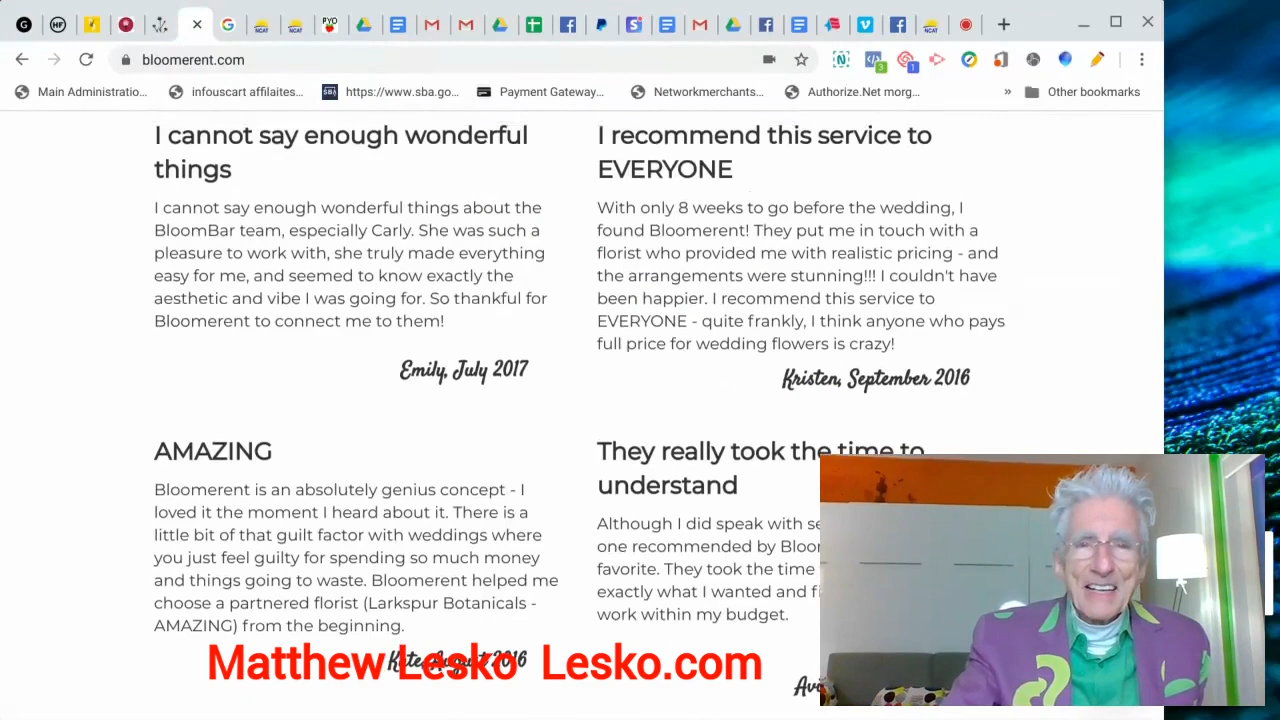 bloomerent.com
Main Administratio...
infouscart affilaites...
https://www.sba.go...
Payment Gateway...
Networkmerchants...
Authorize.Net morg...
»
Other bookmarks
I cannot say enough wonderful
things
I cannot say enough wonderful things about the
BloomBar team, especially Carly. She was such a
pleasure to work with, she truly made everything
easy for me, and seemed to know exactly the
aesthetic and vibe I was going for. So thankful for
Bloomerent to connect me to them!
Emily, July 2017
I recommend this service to
EVERYONE
With only 8 weeks to go before the wedding, I
found Bloomerent! They put me in touch with a
florist who provided me with realistic pricing - and
the arrangements were stunning!!! I couldn't have
been happier. I recommend this service to
EVERYONE - quite frankly, I think anyone who pays
full price for wedding flowers is crazy!
Kristen, September 2016
AMAZING
Bloomerent is an absolutely genius concept - I
loved it the moment I heard about it. There is a
little bit of that guilt factor with weddings where
you just feel guilty for spending so much money
and things going to waste. Bloomerent helped me
choose a partnered florist (Larkspur Botanicals -
AMAZING) from the beginning.
2016
They really took the time to
understand
Although I did speak with
one recommended by
favorite. They took the time
exactly what I wanted and
work within my budget.
Matthew Lesko Lesko.com